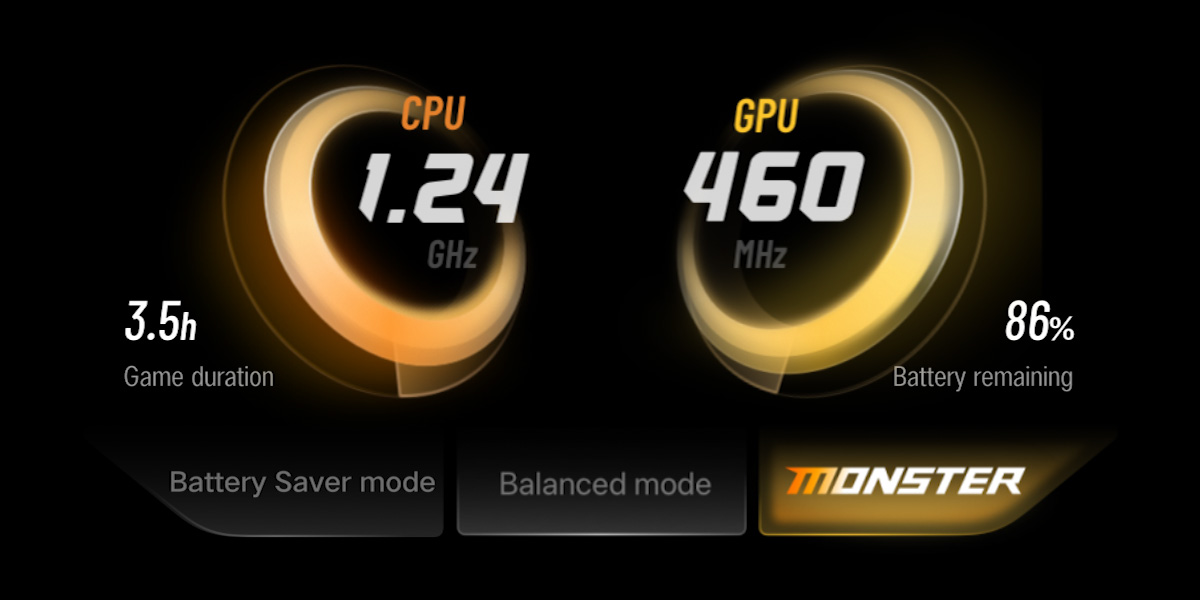 CPU
1.24
GHz
GPU
460
MHz
3.5h
Game duration
86%
Battery remaining
Battery Saver mode
Balanced mode
MONSTER